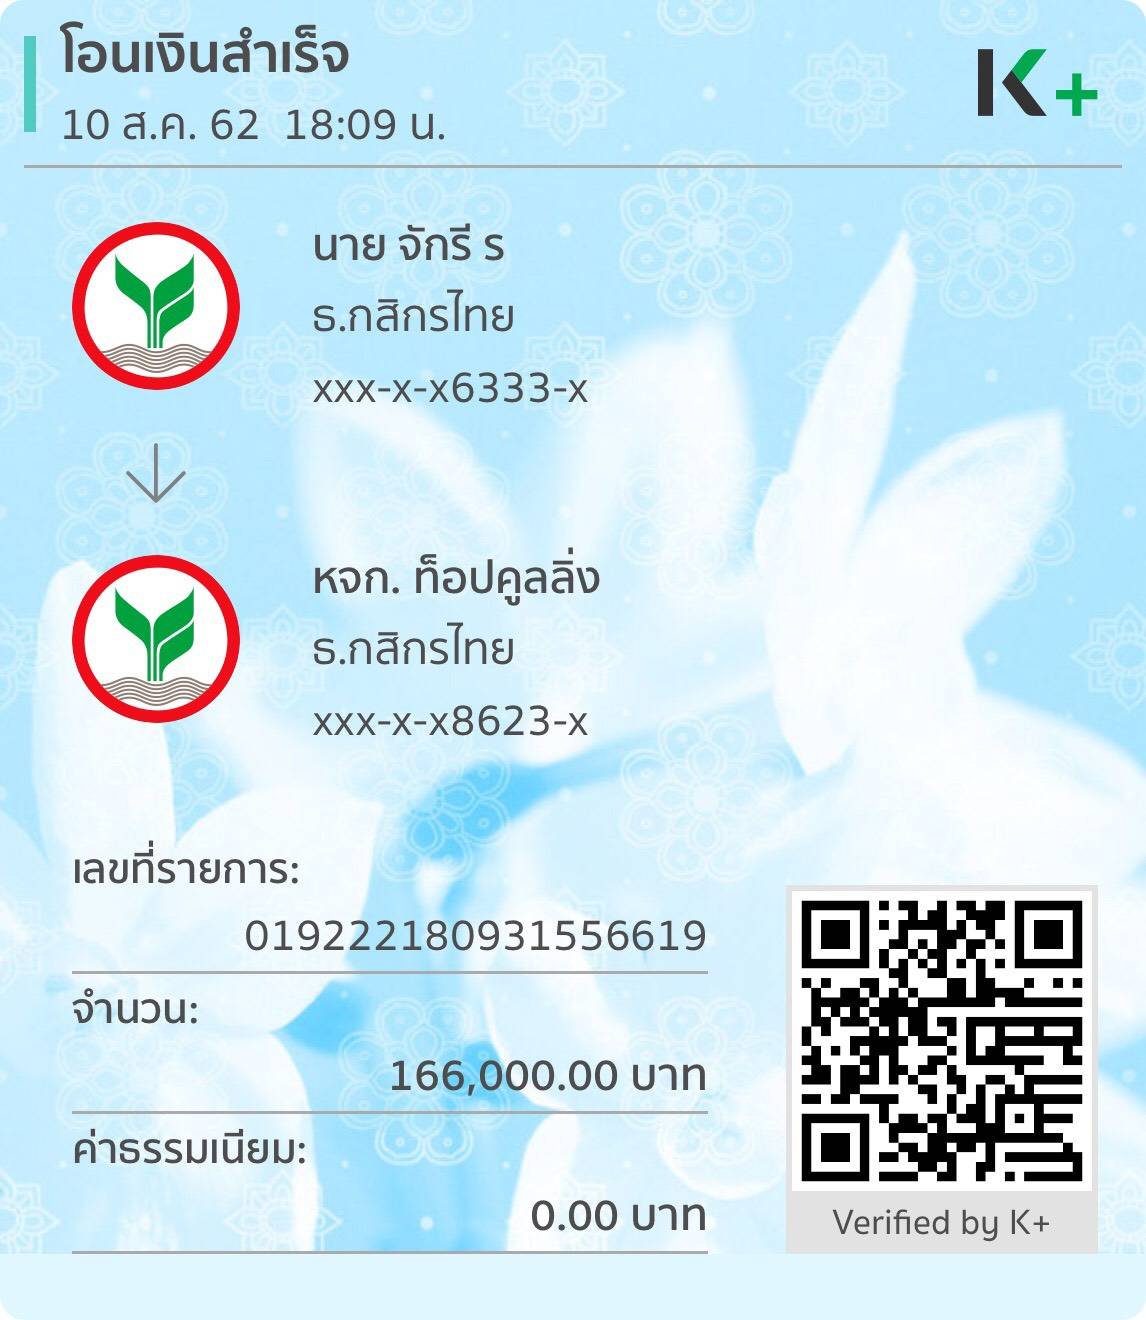 โอนเงินสำเร็จ
10 ส.ค. 62 18:09 น.
K+
นาย จักรี ร
ธ.กสิกรไทย
xxx-x-x6333-x
หจก. ท็อปคูลลิ่ง
ธ.กสิกรไทย
xxx-x-x8623-x
เลขที่รายการ:
019222180931556619
จำนวน:
166,000.00 บาท
ค่าธรรมเนียม:
0.00 บาท
Verified by K+